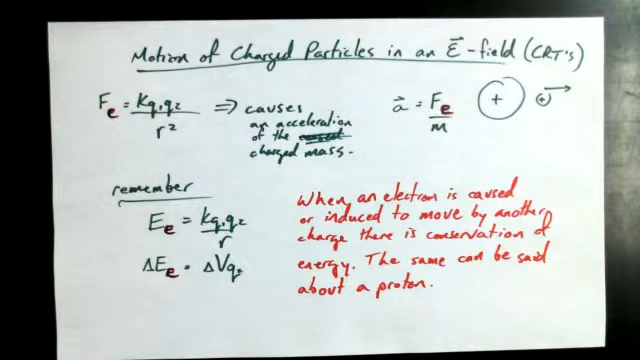 Motion of Charged Particles in an E⃗-field (CRT's)
Fe = Kq₁q₂ / r² ⇒ causes an acceleration of the charged mass.
a⃗ = Fe / m
+ +
remember
Ee = kq₁q₂ / r
ΔEe = ΔVq₂
When an electron is caused
or induced to move by another
charge there is conservation of
energy. The same can be said
about a proton.